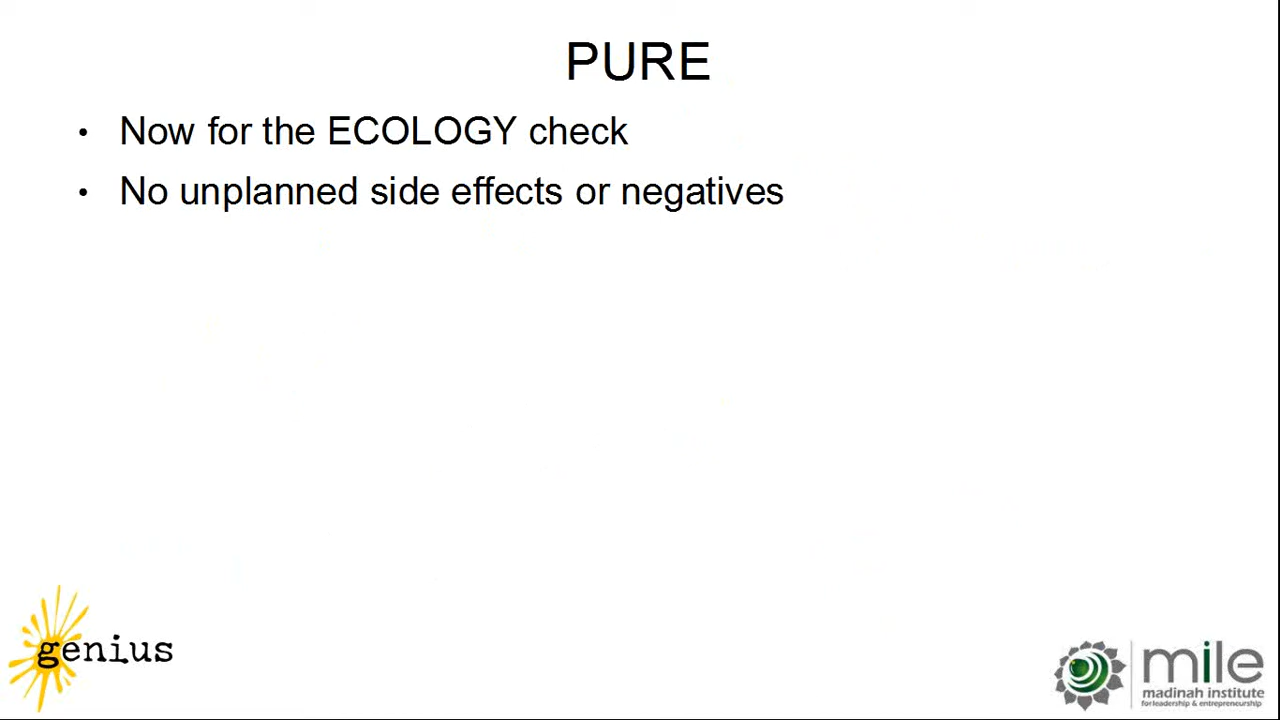 PURE
• Now for the ECOLOGY check
• No unplanned side effects or negatives
genius
mile
madinah institute
for leadership & entrepreneurship